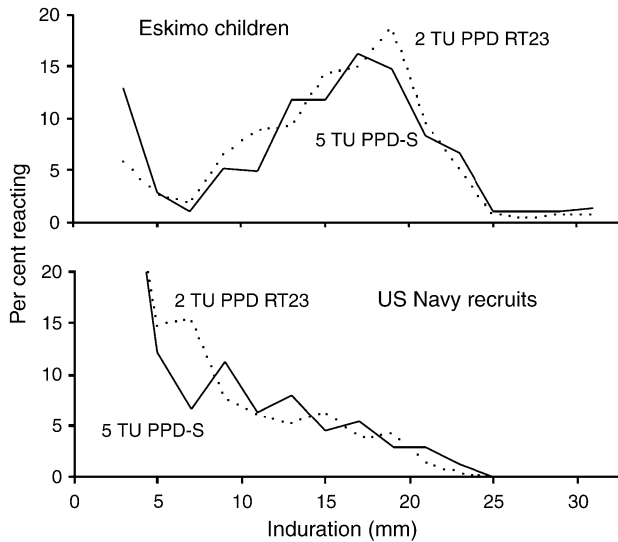 Eskimo children
2 TU PPD RT23
5 TU PPD-S
20
15
10
5
0
Per cent reacting
2 TU PPD RT23
US Navy recruits
5 TU PPD-S
20
15
10
5
0
0 5 10 15 20 25 30
Induration (mm)